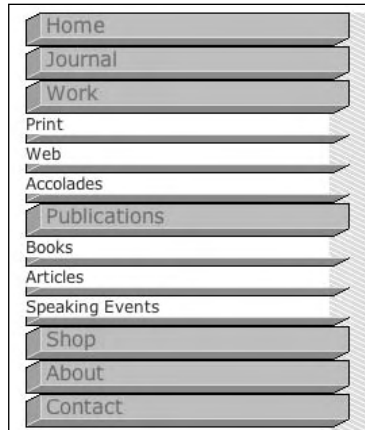 Home
Journal
Work
Print
Web
Accolades
Publications
Books
Articles
Speaking Events
Shop
About
Contact